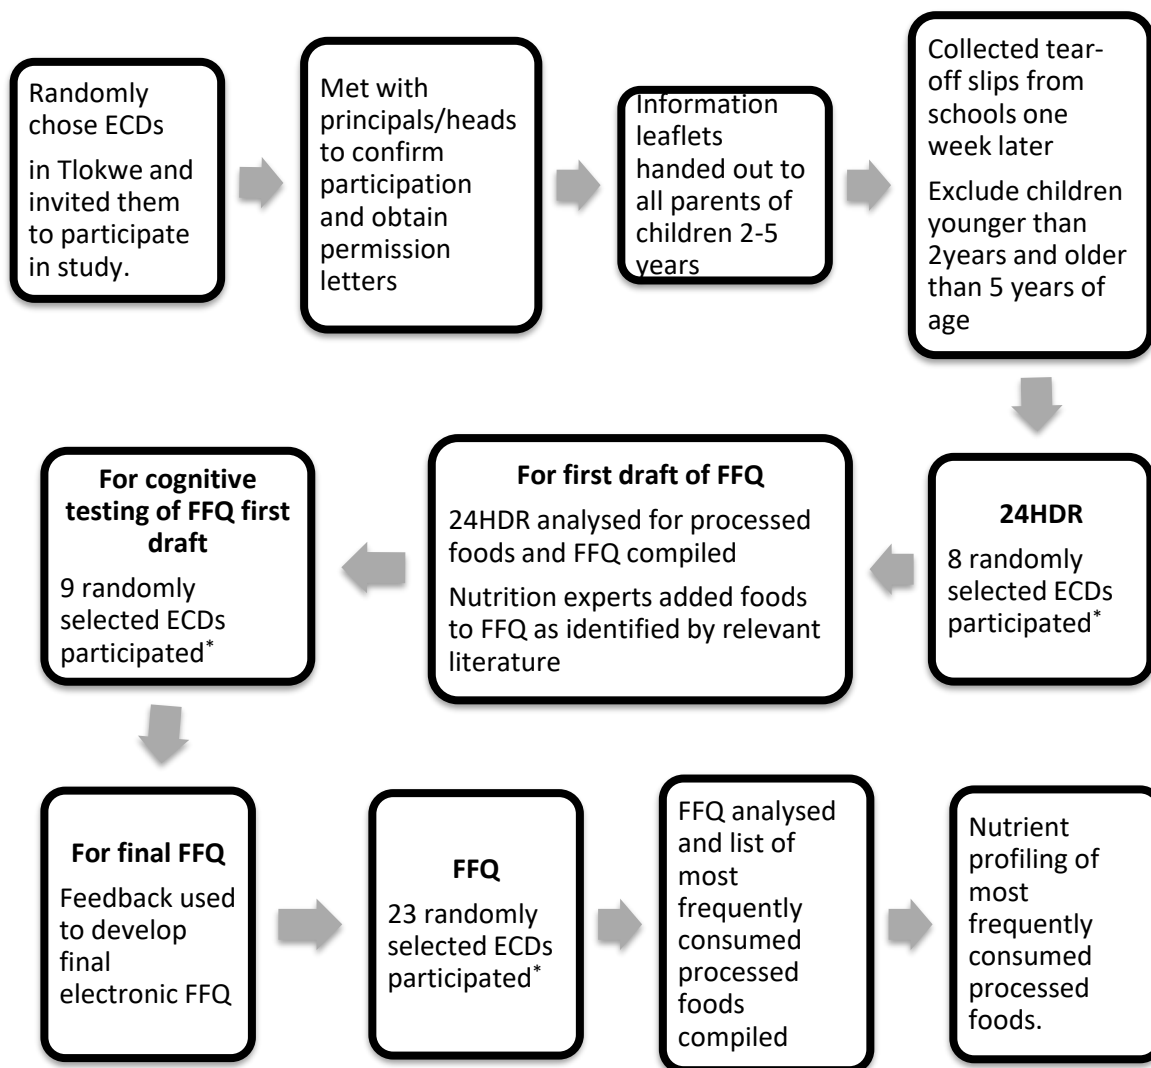 Randomly
chose ECDs
in Tlokwe and
invited them
to participate
in study.
Met with
principals/heads
to confirm
participation
and obtain
permission
letters
Information
leaflets
handed out to
all parents of
children 2-5
years
Collected tear-
off slips from
schools one
week later
Exclude children
younger than
2years and older
than 5 years of
age
24HDR
8 randomly
selected ECDs
participated*
For first draft of FFQ
24HDR analysed for processed
foods and FFQ compiled
Nutrition experts added foods
to FFQ as identified by relevant
literature
For cognitive
testing of FFQ first
draft
9 randomly
selected ECDs
participated*
For final FFQ
Feedback used
to develop
final
electronic FFQ
FFQ
23 randomly
selected ECDs
participated*
FFQ analysed
and list of
most
frequently
consumed
processed
foods
compiled
Nutrient
profiling of
most
frequently
consumed
processed
foods.